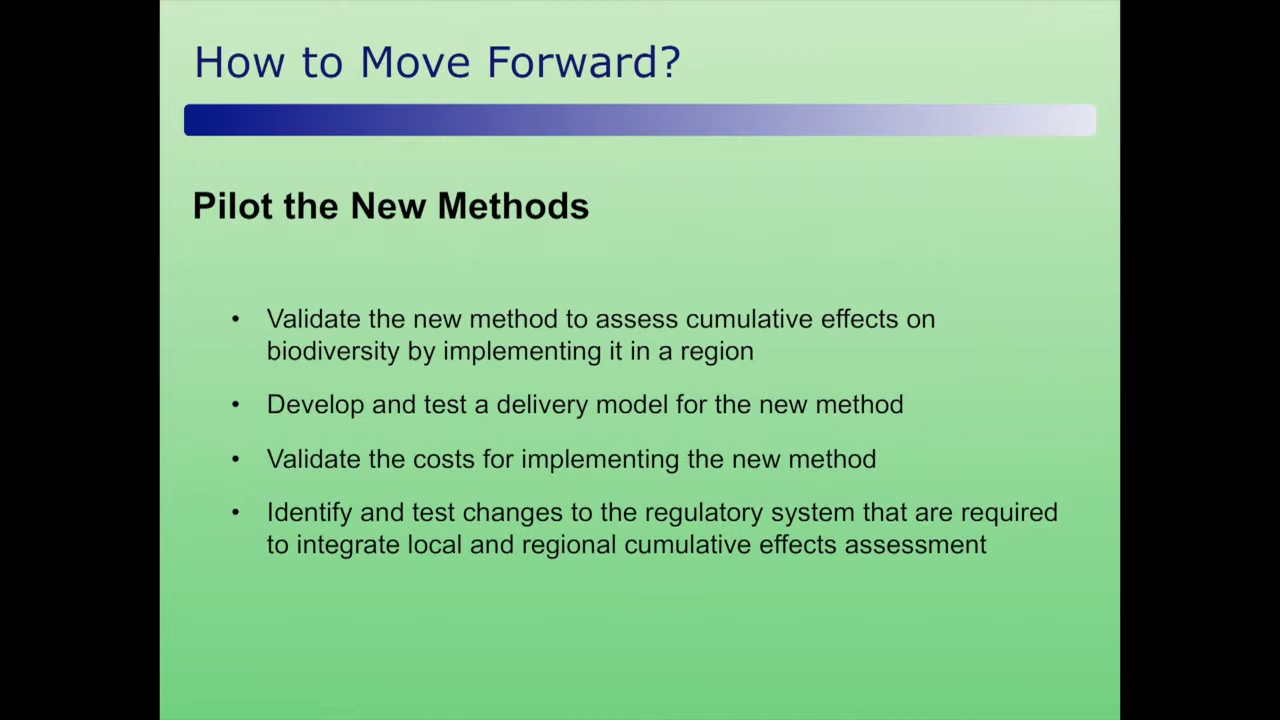 How to Move Forward?
Pilot the New Methods
• Validate the new method to assess cumulative effects on
biodiversity by implementing it in a region
• Develop and test a delivery model for the new method
• Validate the costs for implementing the new method
• Identify and test changes to the regulatory system that are required
to integrate local and regional cumulative effects assessment